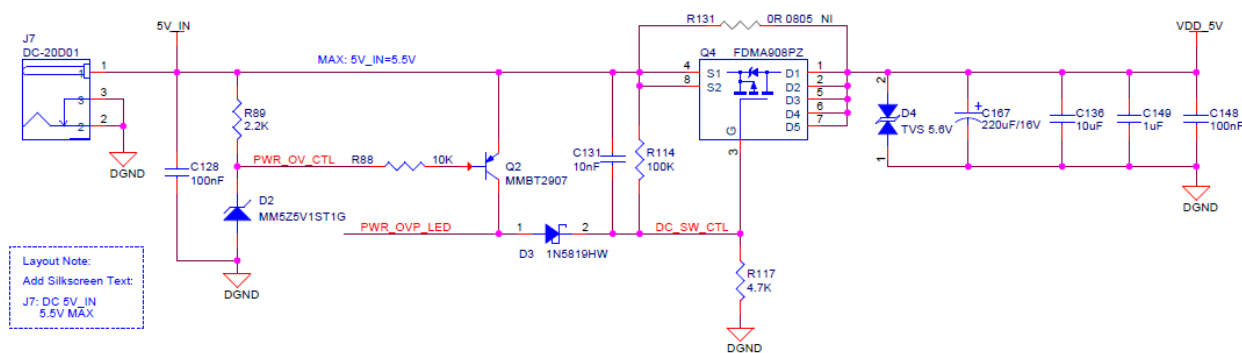 R131
0R 0805 NI
5V_IN
VDD_5V
J7
DC-20D01
Q4
FDMA908PZ
MAX: 5V_IN=5.5V
1
1
3
3
2
2
4
8
S1
S2
D1
D2
D3
D4
D5
1
2
5
6
7
G
3
R89
2.2K
2
D4
TVS 5.6V
1
C167
220uF/16V
+
C136
10uF
C149
1uF
C148
100nF
PWR_OV_CTL
R88
10K
Q2
MMBT2907
C131
10nF
R114
100K
C128
100nF
DGND
D2
MM5Z5V1ST1G
PWR_OVP_LED
1
2
D3
1N5819HW
DC_SW_CTL
DGND
R117
4.7K
DGND
DGND
Layout Note:
Add Silkscreen Text:
J7: DC 5V_IN
5.5V MAX